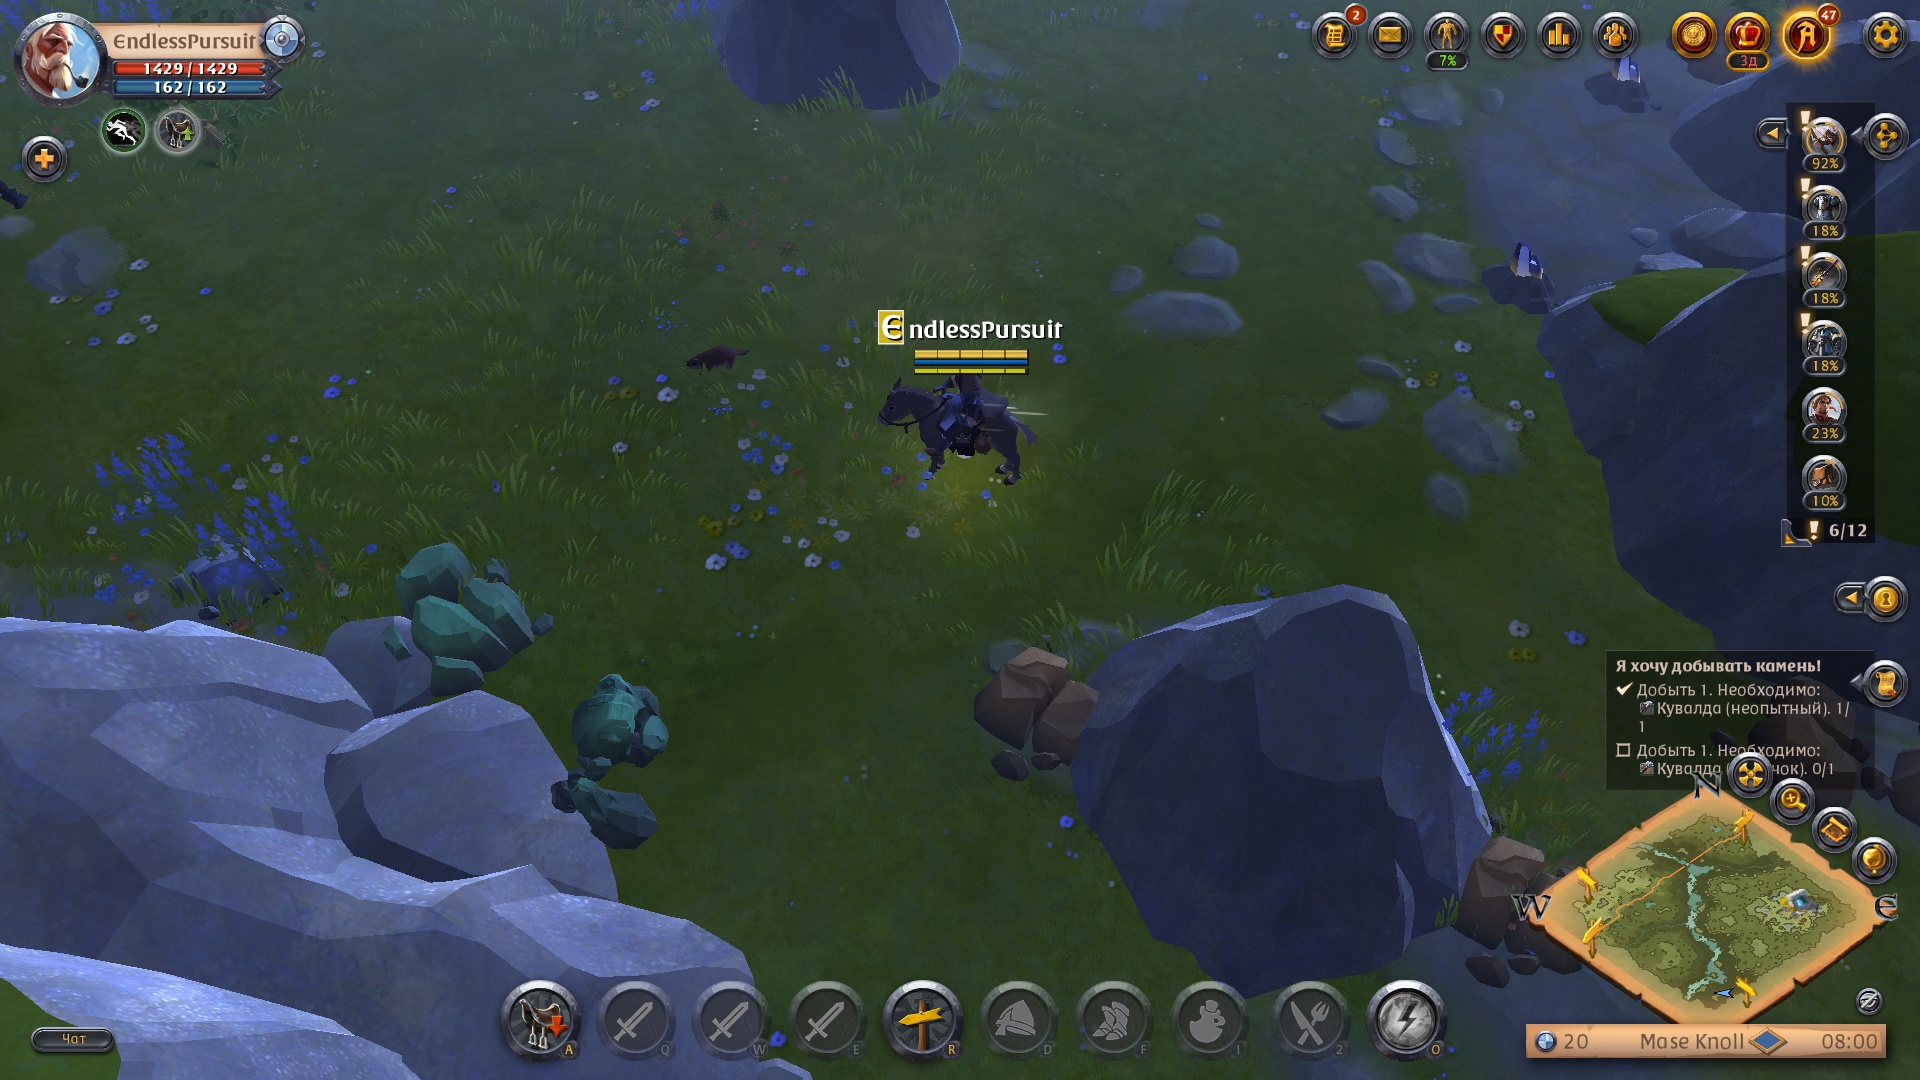 EndlessPursuit
1429 / 1429
162 / 162
2
7%
3д
47
92%
18%
18%
18%
23%
10%
6/12
EndlessPursuit
Я хочу добывать камень!
Добыть 1. Необходимо:
Кувалда (неопытный). 1/
1
Добыть 1. Необходимо:
Кувалда чок). 0/1
N
W
E
Чат
A
Q
W
E
R
D
F
1
2
O
20
Mase Knoll
08:00